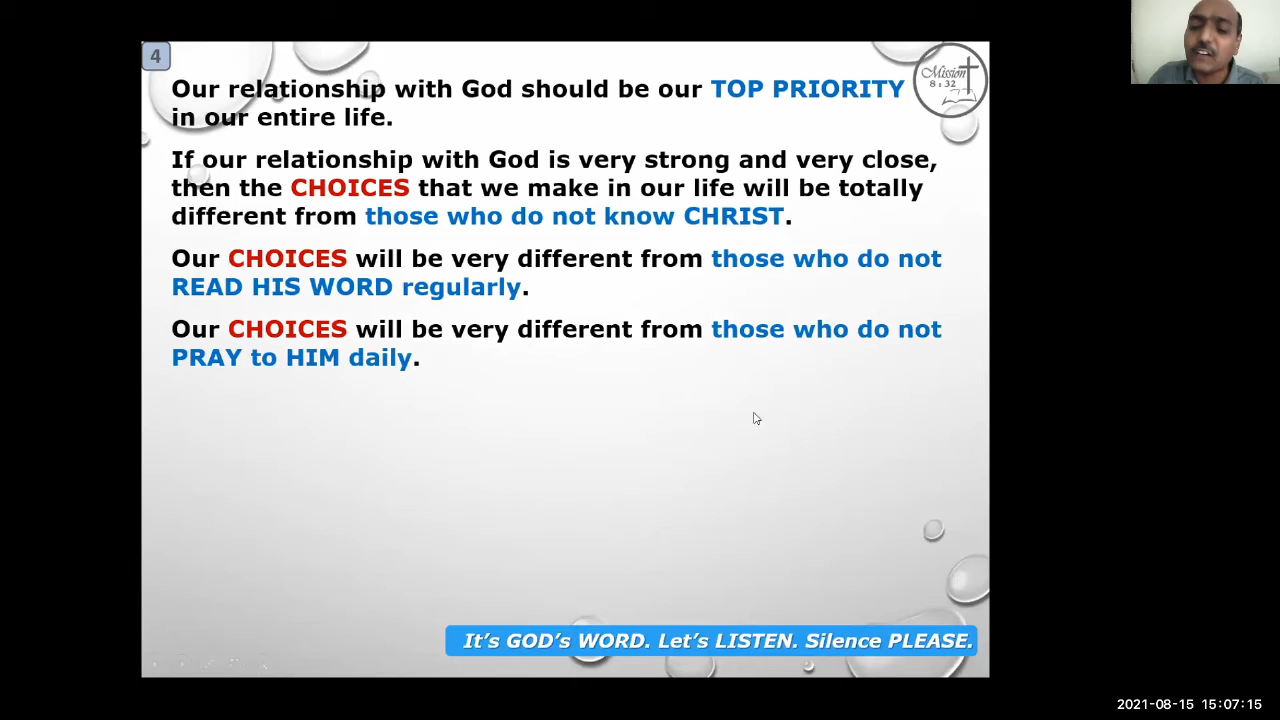 4
Mission
8:32
Our relationship with God should be our TOP PRIORITY
in our entire life.
If our relationship with God is very strong and very close,
then the CHOICES that we make in our life will be totally
different from those who do not know CHRIST.
Our CHOICES will be very different from those who do not
READ HIS WORD regularly.
Our CHOICES will be very different from those who do not
PRAY to HIM daily.
It's GOD's WORD. Let's LISTEN. Silence PLEASE.
2021-08-15 15:07:15